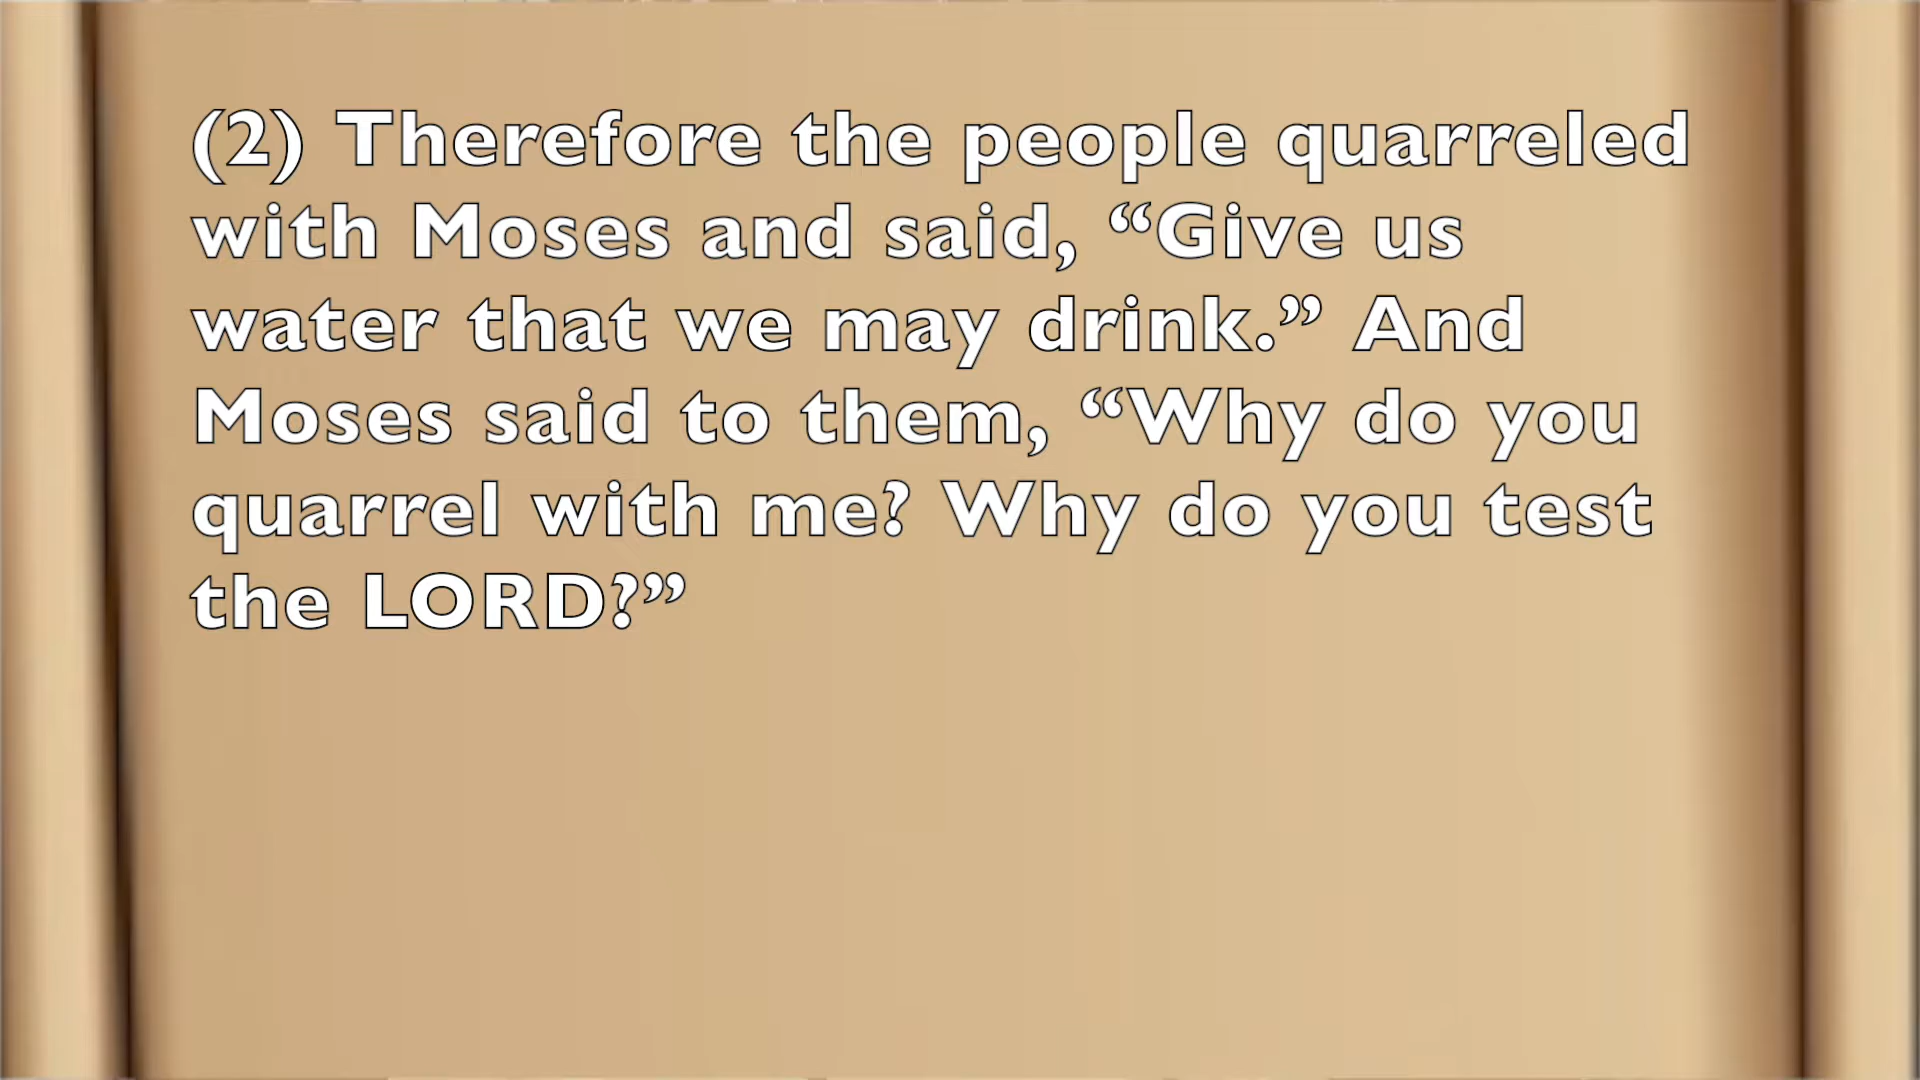 (2) Therefore the people quarreled
with Moses and said, “Give us
water that we may drink.” And
Moses said to them, “Why do you
quarrel with me? Why do you test
the LORD?”